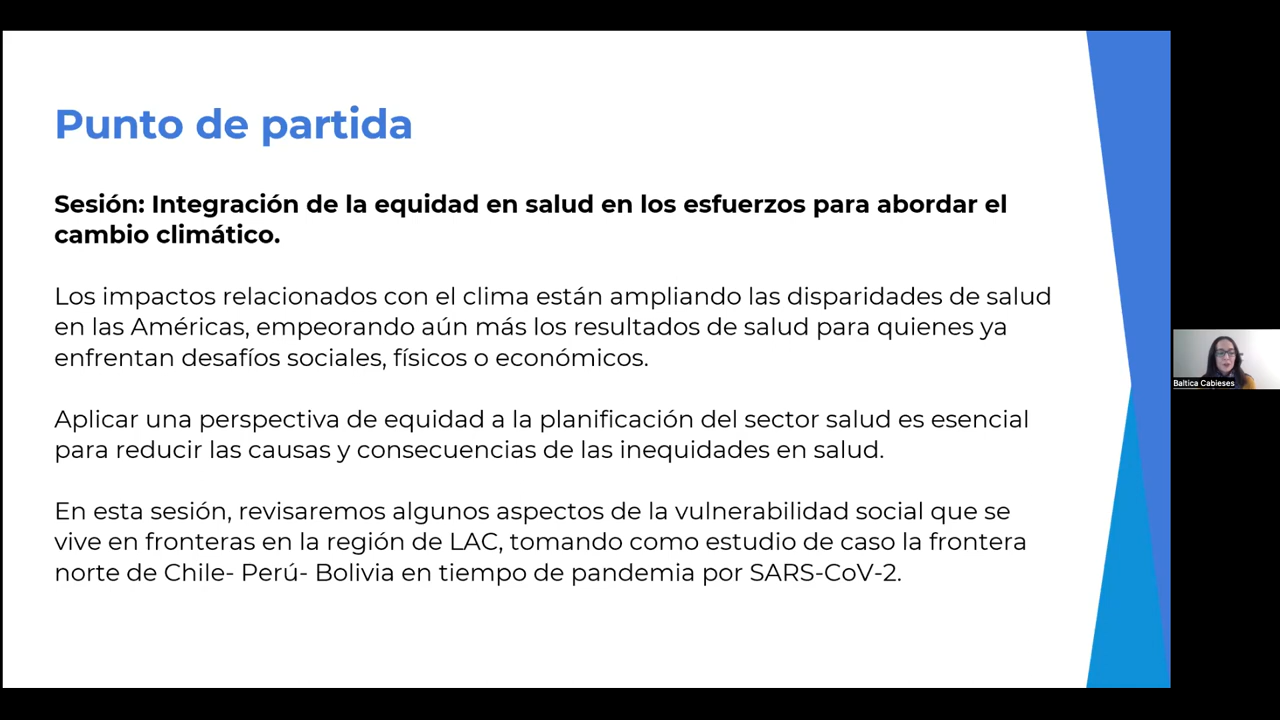 Punto de partida
Sesión: Integración de la equidad en salud en los esfuerzos para abordar el
cambio climático.
Los impactos relacionados con el clima están ampliando las disparidades de salud
en las Américas, empeorando aún más los resultados de salud para quienes ya
enfrentan desafíos sociales, físicos o económicos.
Aplicar una perspectiva de equidad a la planificación del sector salud es esencial
para reducir las causas y consecuencias de las inequidades en salud.
En esta sesión, revisaremos algunos aspectos de la vulnerabilidad social que se
vive en fronteras en la región de LAC, tomando como estudio de caso la frontera
norte de Chile- Perú- Bolivia en tiempo de pandemia por SARS-CoV-2.
Baltica Cabieses